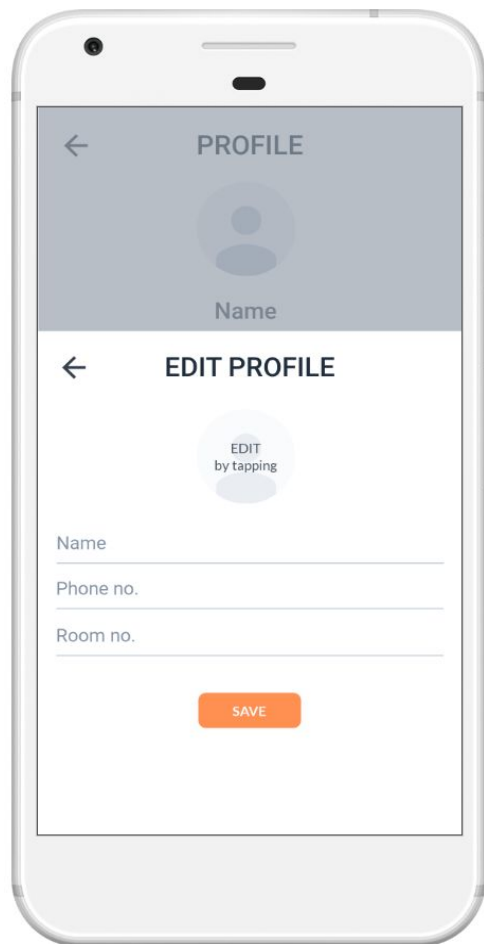 PROFILE
Name
EDIT PROFILE
EDIT
by tapping
Name
Phone no.
Room no.
SAVE